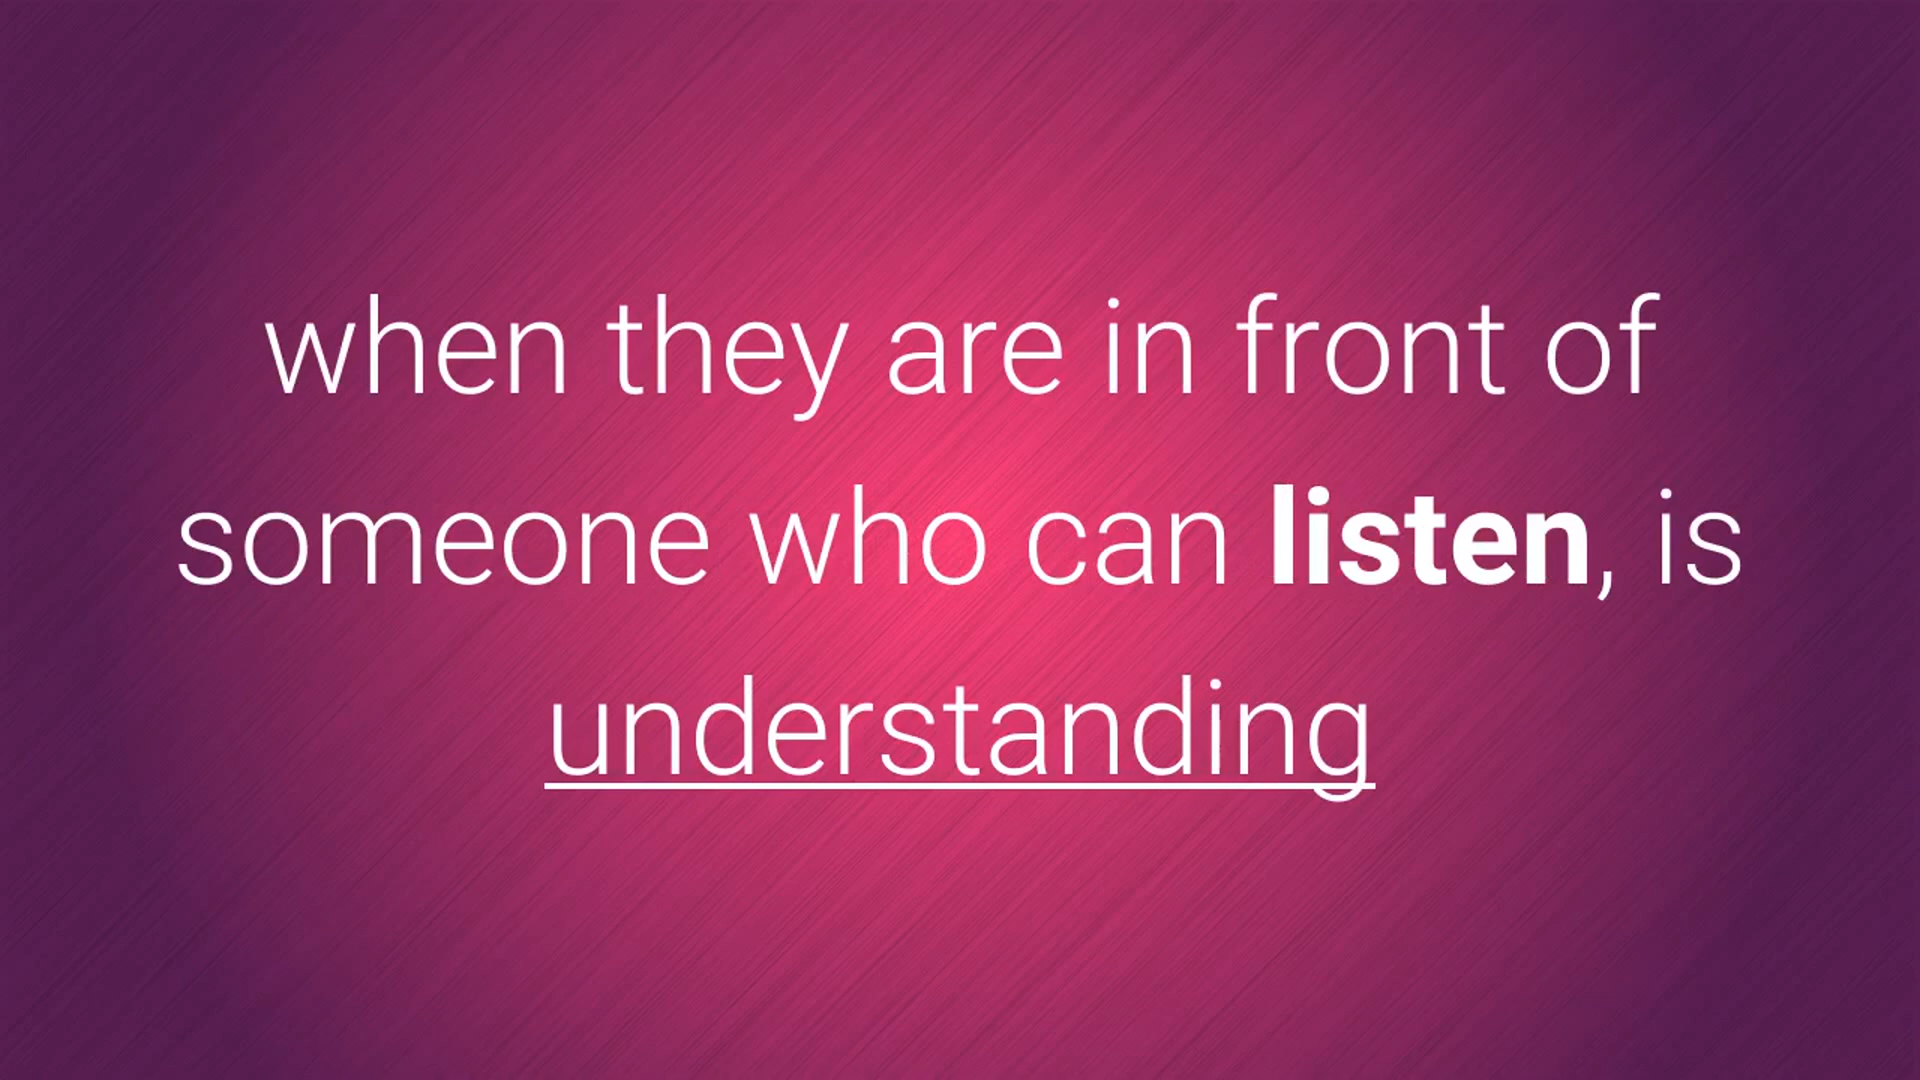 when they are in front of
someone who can listen, is
understanding